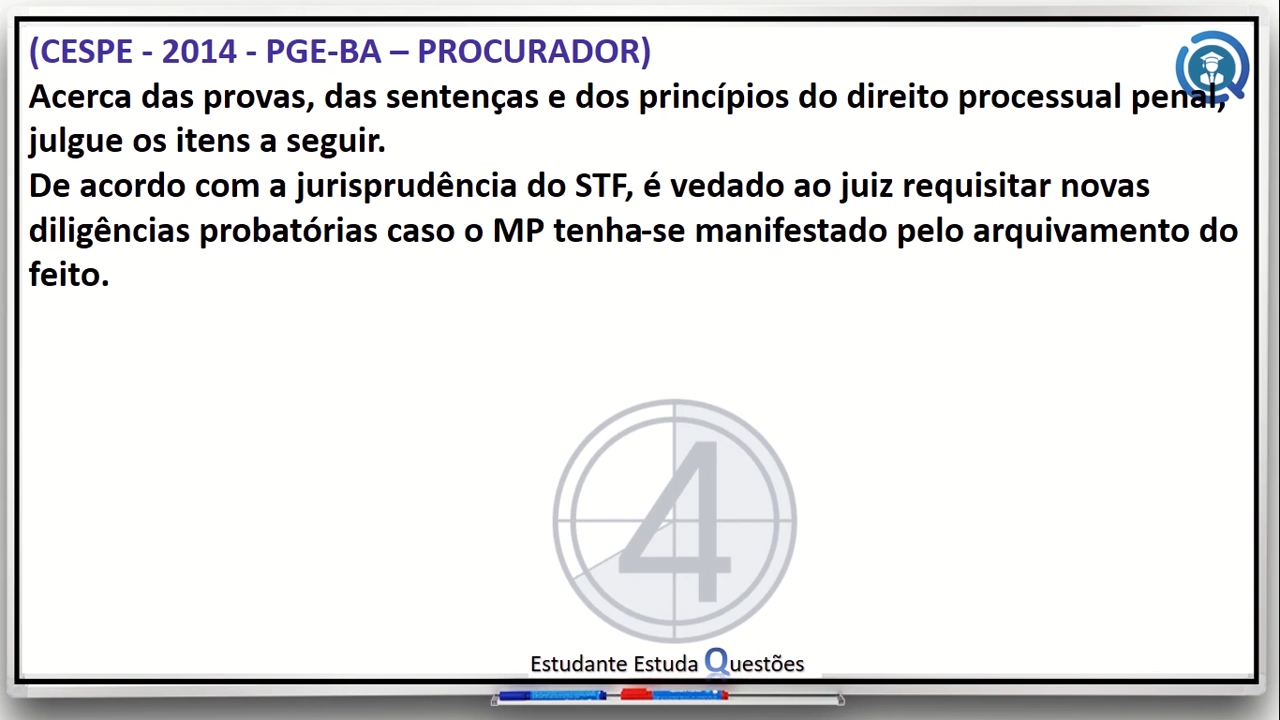 (CESPE - 2014 - PGE-BA – PROCURADOR)
Acerca das provas, das sentenças e dos princípios do direito processual penal,
julgue os itens a seguir.
De acordo com a jurisprudência do STF, é vedado ao juiz requisitar novas
diligências probatórias caso o MP tenha-se manifestado pelo arquivamento do
feito.
4
Estudante Estuda Questões